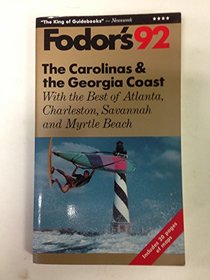 "The King of Guidebooks" — Newsweek ★★★★
Fodor's92
The Carolinas &
the Georgia Coast
With the Best of Atlanta,
Charleston, Savannah
and Myrtle Beach
Includes 20 pages
of maps